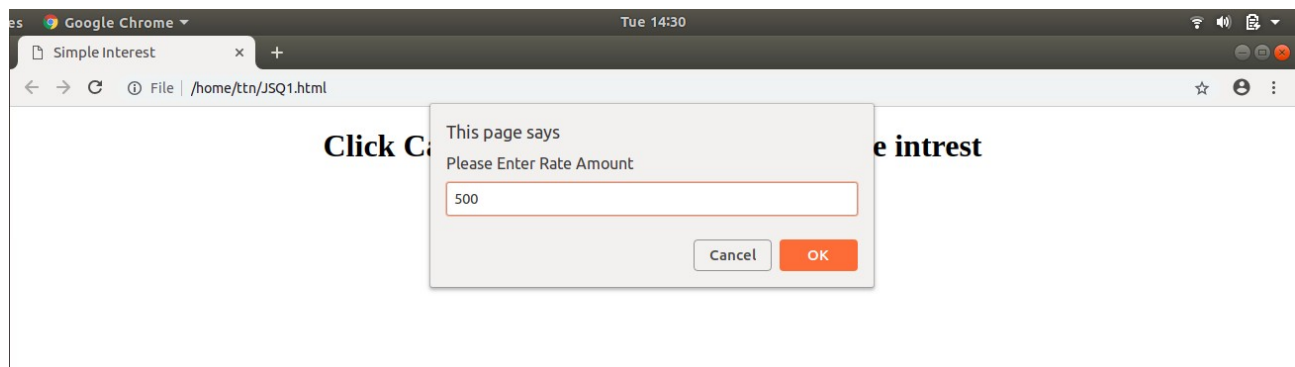 es Google Chrome Tue 14:30
Simple Interest × +
File /home/ttn/JSQ1.html
This page says
Click e intrest
Please Enter Rate Amount
500
Cancel OK